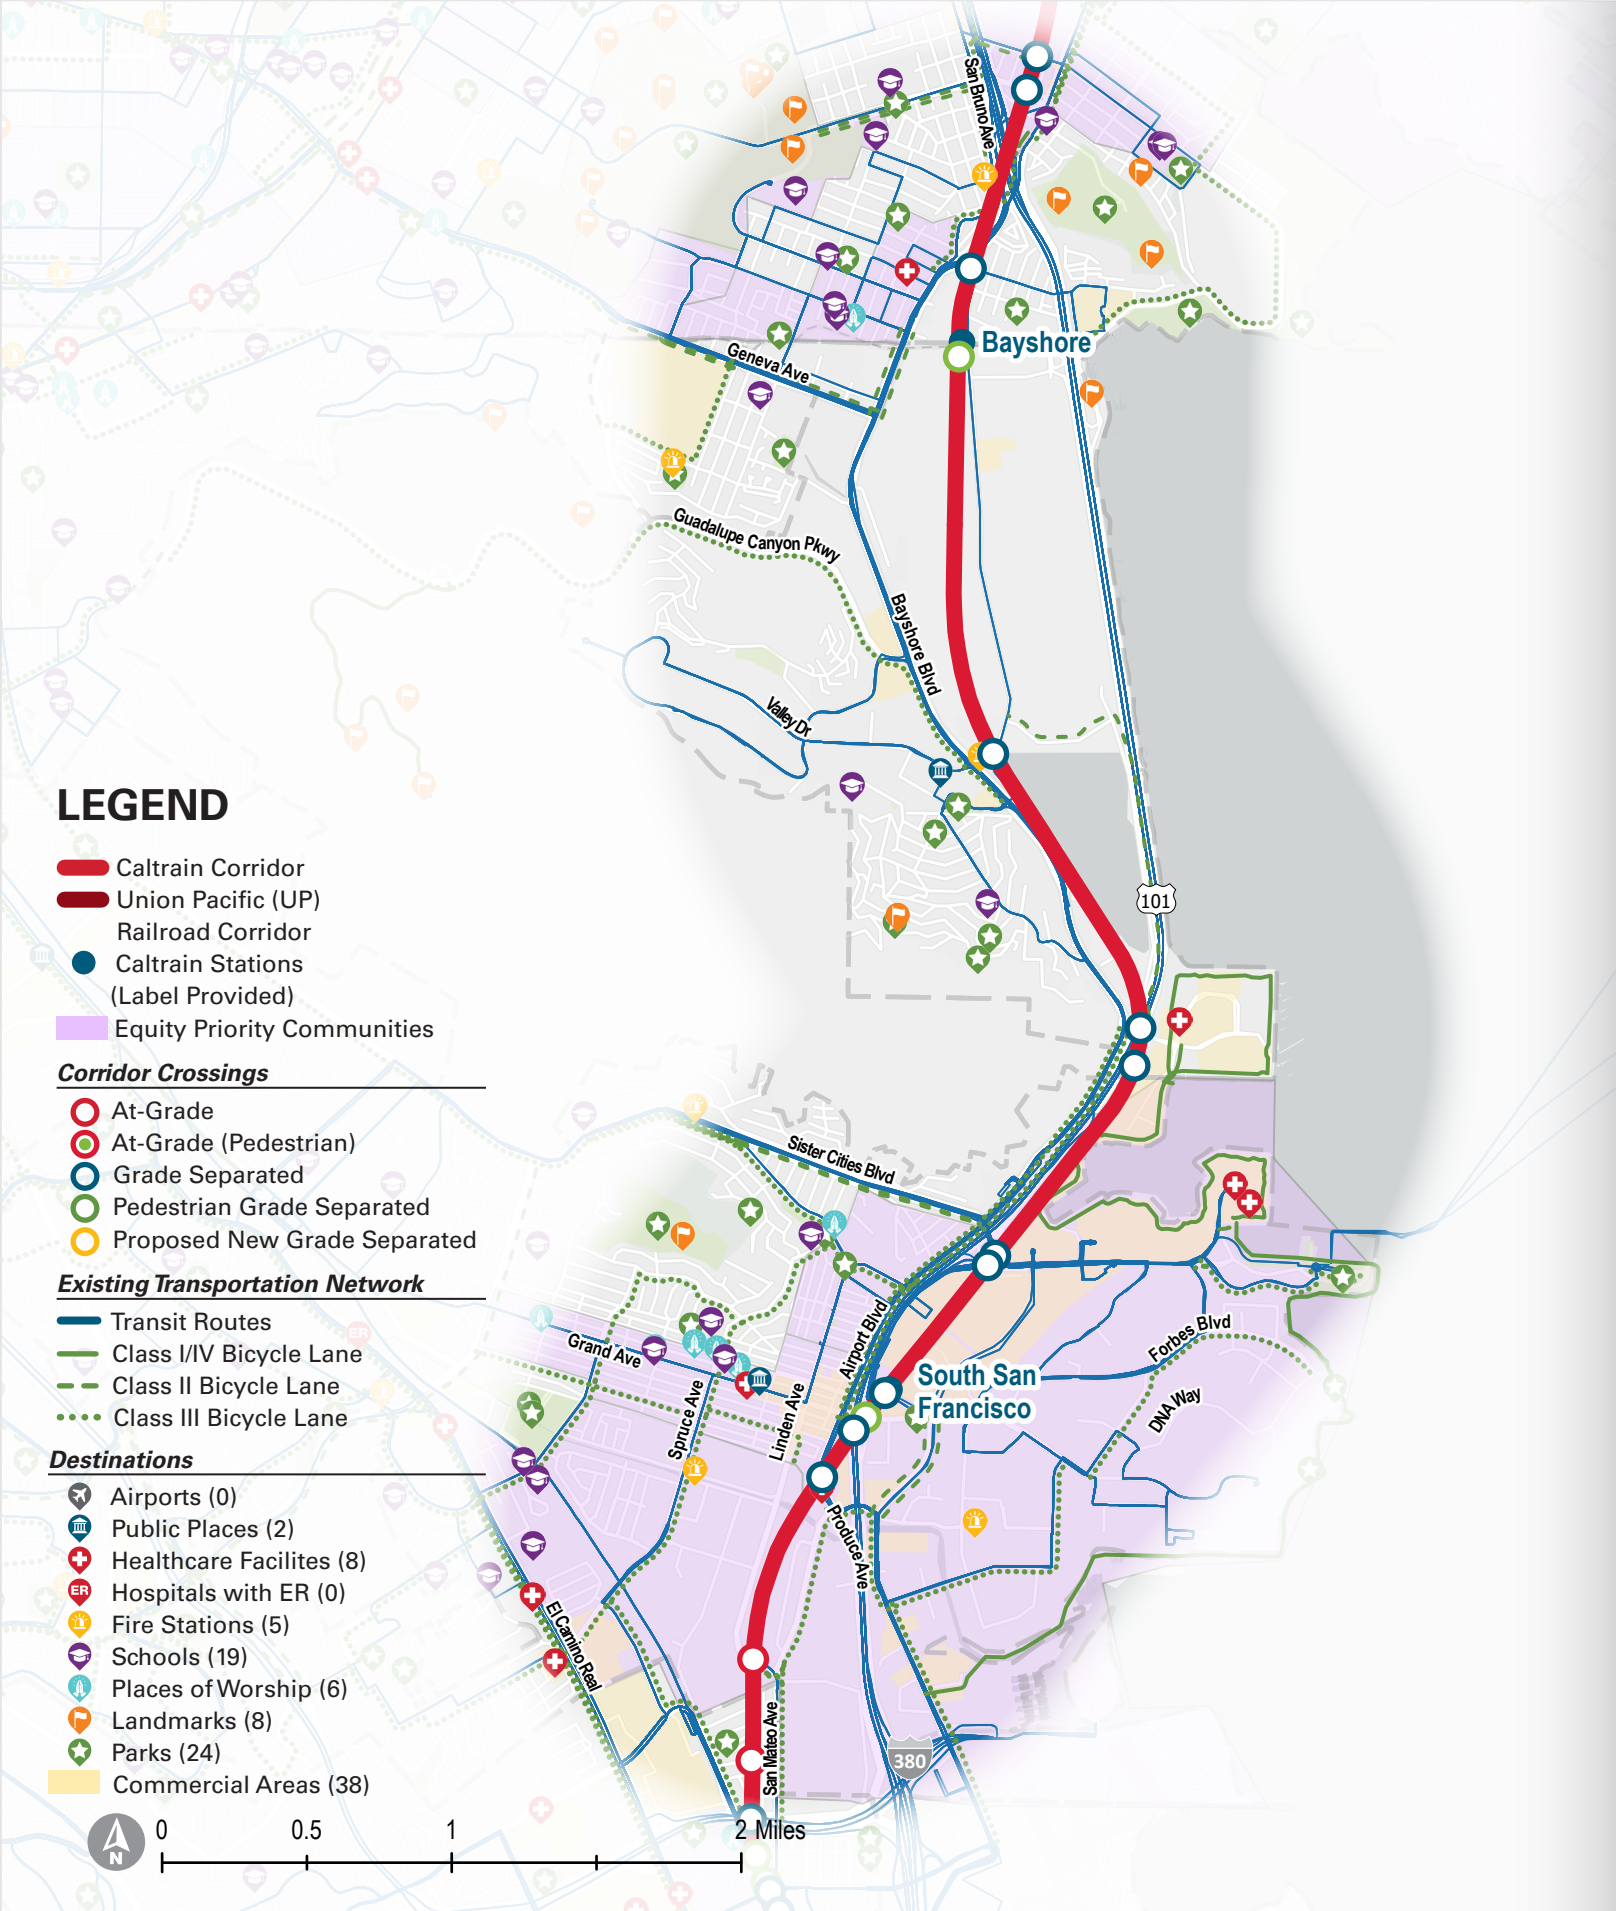 San Bruno Ave
Bayshore
Geneva Ave
Guadalupe Canyon Pkwy
Bayshore Blvd
Valley Dr
101
Sister Cities Blvd
Airport Blvd
Forbes Blvd
Grand Ave
South San
Francisco
DNA Way
Spruce Ave
Linden Ave
Produce Ave
El Camino Real
San Mateo Ave
380
LEGEND
Caltrain Corridor
Union Pacific (UP)
Railroad Corridor
Caltrain Stations
(Label Provided)
Equity Priority Communities
Corridor Crossings
At-Grade
At-Grade (Pedestrian)
Grade Separated
Pedestrian Grade Separated
Proposed New Grade Separated
Existing Transportation Network
Transit Routes
Class I/IV Bicycle Lane
Class II Bicycle Lane
Class III Bicycle Lane
ER
Destinations
Airports (0)
Public Places (2)
Healthcare Facilites (8)
ER Hospitals with ER (0)
Fire Stations (5)
Schools (19)
Places of Worship (6)
Landmarks (8)
Parks (24)
Commercial Areas (38)
N
0 0.5 1 2 Miles